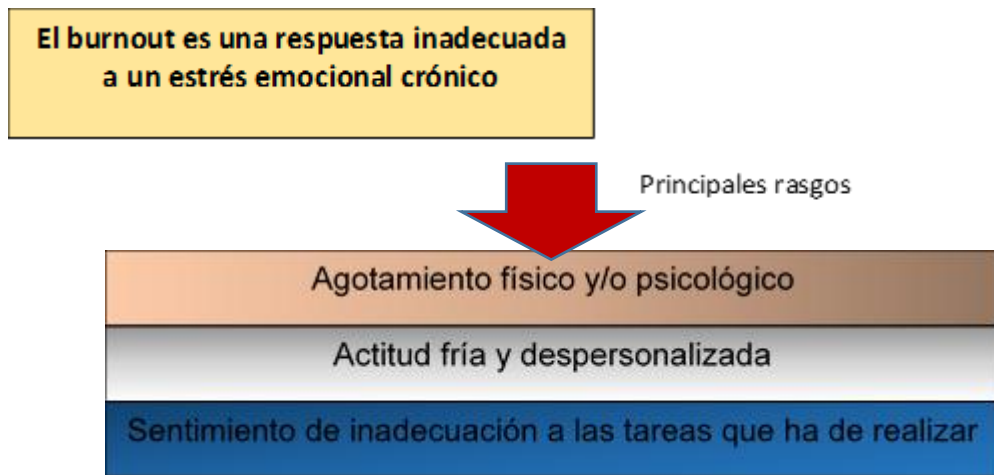 El burnout es una respuesta inadecuada
a un estrés emocional crónico
Principales rasgos
Agotamiento físico y/o psicológico
Actitud fría y despersonalizada
Sentimiento de inadecuación a las tareas que ha de realizar